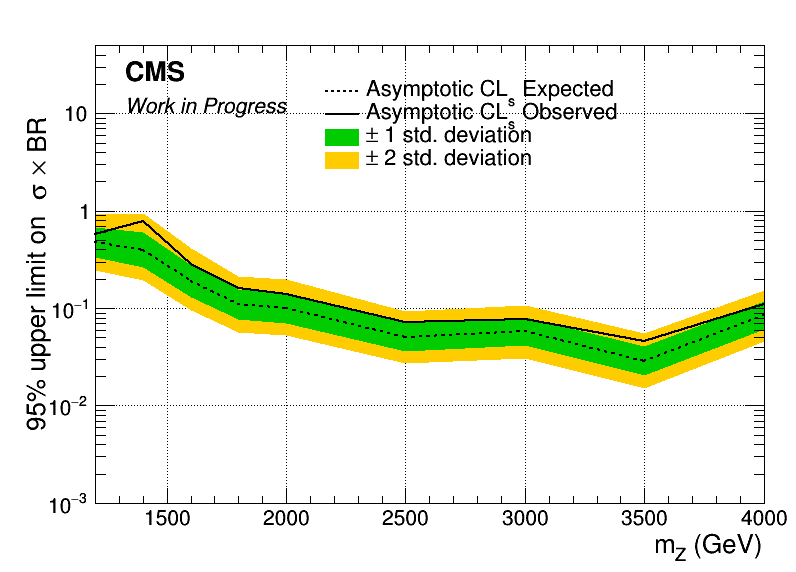 CMS
Work in Progress
Asymptotic CLs Expected
Asymptotic CLs Observed
± 1 std. deviation
± 2 std. deviation
95% upper limit on σ × BR
10
1
10⁻¹
10⁻²
10⁻³
1500 2000 2500 3000 3500 4000
m_Z (GeV)